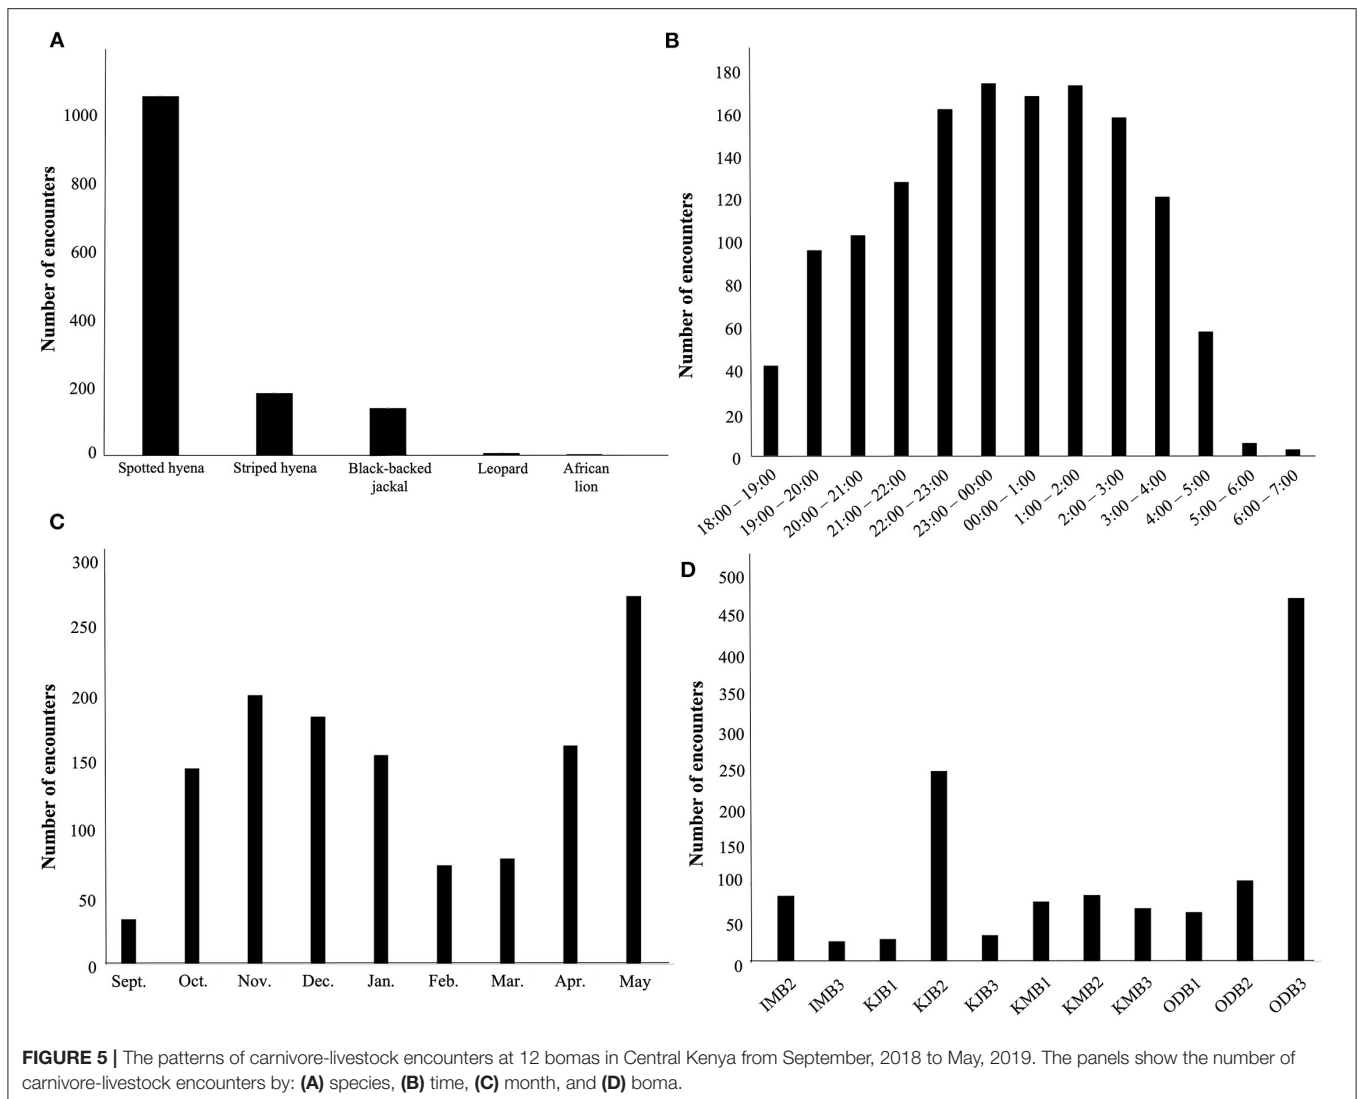 A
Number of encounters
1000
800
600
400
200
0
Spotted hyena
Striped hyena
Black-backed
jackal
Leopard
African
lion
B
Number of encounters
180
160
140
120
100
80
60
40
20
0
18:00 – 19:00
19:00 – 20:00
20:00 – 21:00
21:00 – 22:00
22:00 – 23:00
23:00 – 00:00
00:00 – 1:00
1:00 – 2:00
2:00 – 3:00
3:00 – 4:00
4:00 – 5:00
5:00 – 6:00
6:00 – 7:00
C
Number of encounters
300
250
200
150
100
50
0
Sept.
Oct.
Nov.
Dec.
Jan.
Feb.
Mar.
Apr.
May
D
Number of encounters
500
450
400
350
300
250
200
150
100
50
0
IMB2
IMB3
KJB1
KJB2
KJB3
KMB1
KMB2
KMB3
ODB1
ODB2
ODB3
FIGURE 5 | The patterns of carnivore-livestock encounters at 12 bomas in Central Kenya from September, 2018 to May, 2019. The panels show the number of
carnivore-livestock encounters by: (A) species, (B) time, (C) month, and (D) boma.